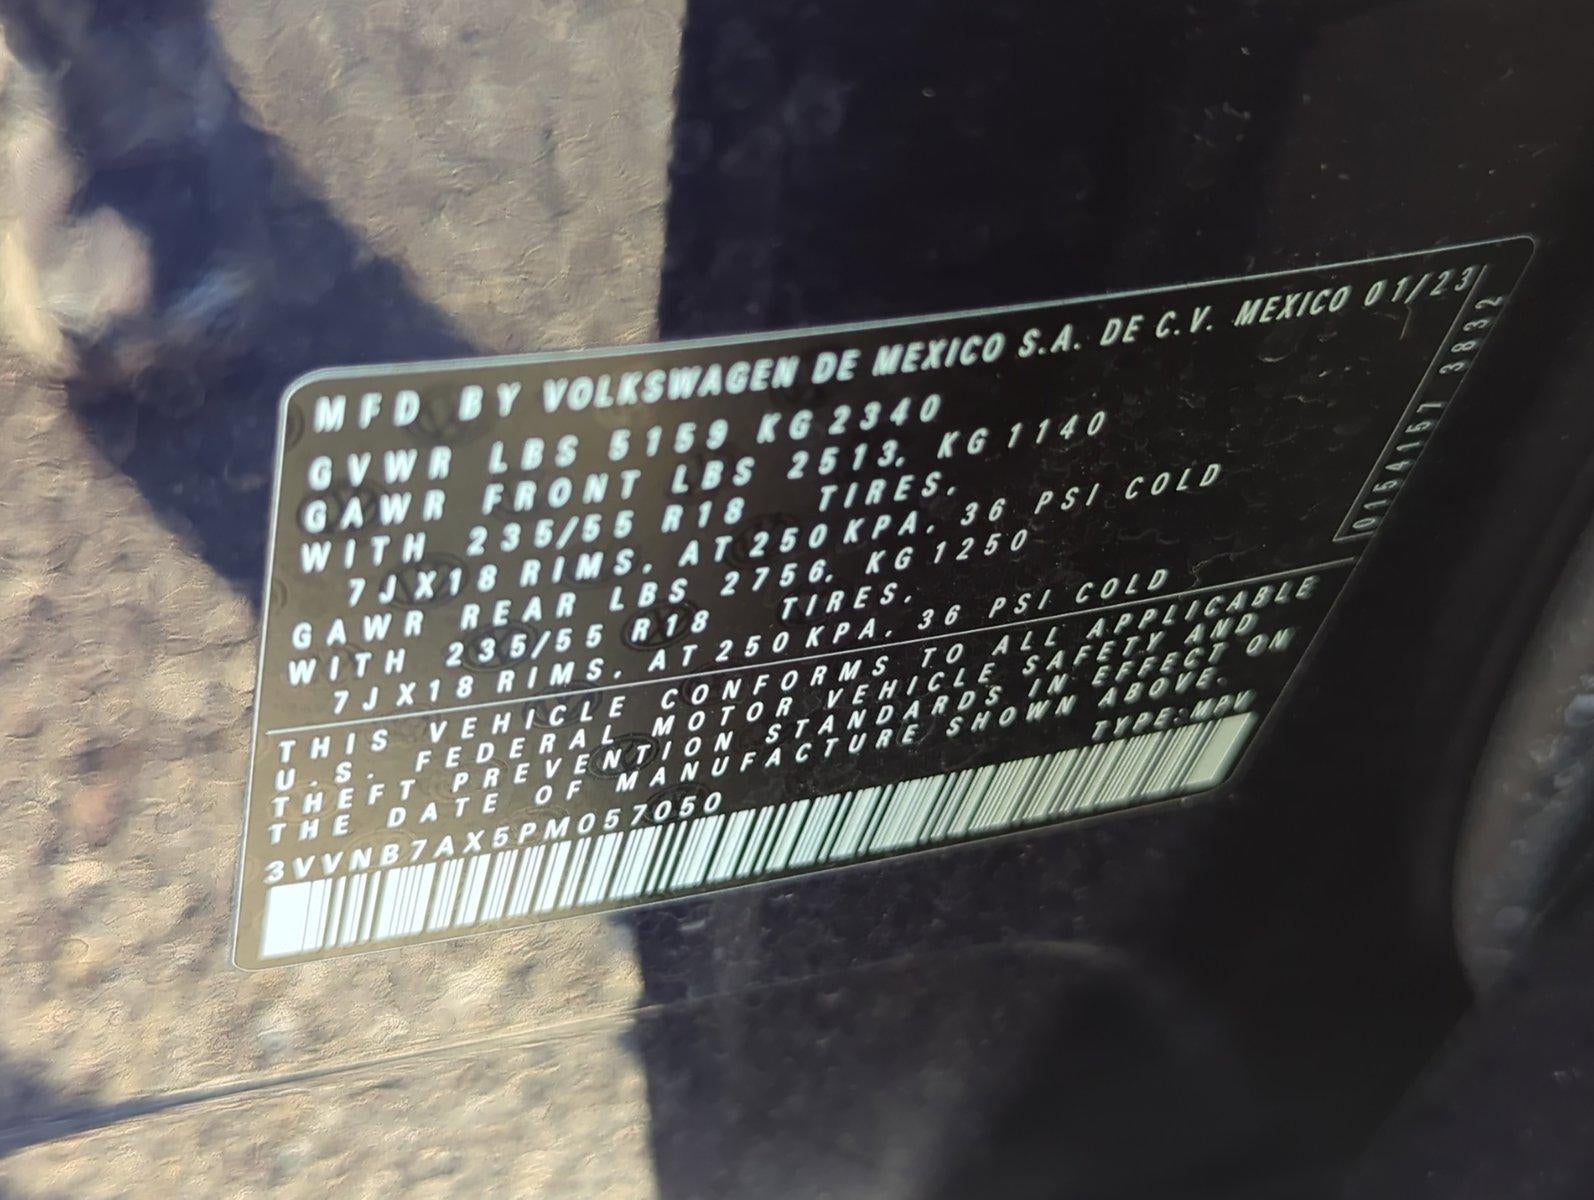 MFD BY VOLKSWAGEN DE MEXICO S.A. DE C.V. MEXICO 01/23
GVWR LBS 5159 KG 2340
GAWR FRONT LBS 2513. KG 1140
WITH 235/55 R18 TIRES.
7JX18 RIMS. AT 250 KPA. 36 PSI COLD
GAWR REAR LBS 2756. KG 1250
WITH 235/55 R18 TIRES.
7JX18 RIMS. AT 250 KPA. 36 PSI COLD
THIS VEHICLE CONFORMS TO ALL APPLICABLE
U.S. FEDERAL MOTOR VEHICLE SAFETY AND
THEFT PREVENTION STANDARDS IN EFFECT ON
THE DATE OF MANUFACTURE SHOWN ABOVE.
3VVNB7AX5PM057050 TYPE:MPV
0154157 3832